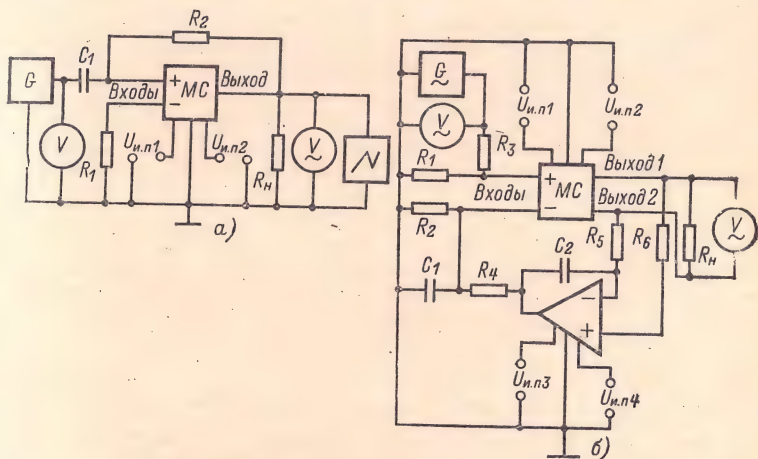 R2
C1
G
+
Входы
−
МС
Выход
V
R1
Uи.п1
Uи.п2
Rн
V
а)
G
V
R3
Uи.п1
Uи.п2
R1
Входы
R2
+
−
МС
Выход 1
Выход 2
R5
R6
Rн
V
C1
R4
C2
−
+
Uи.п3
Uи.п4
б)